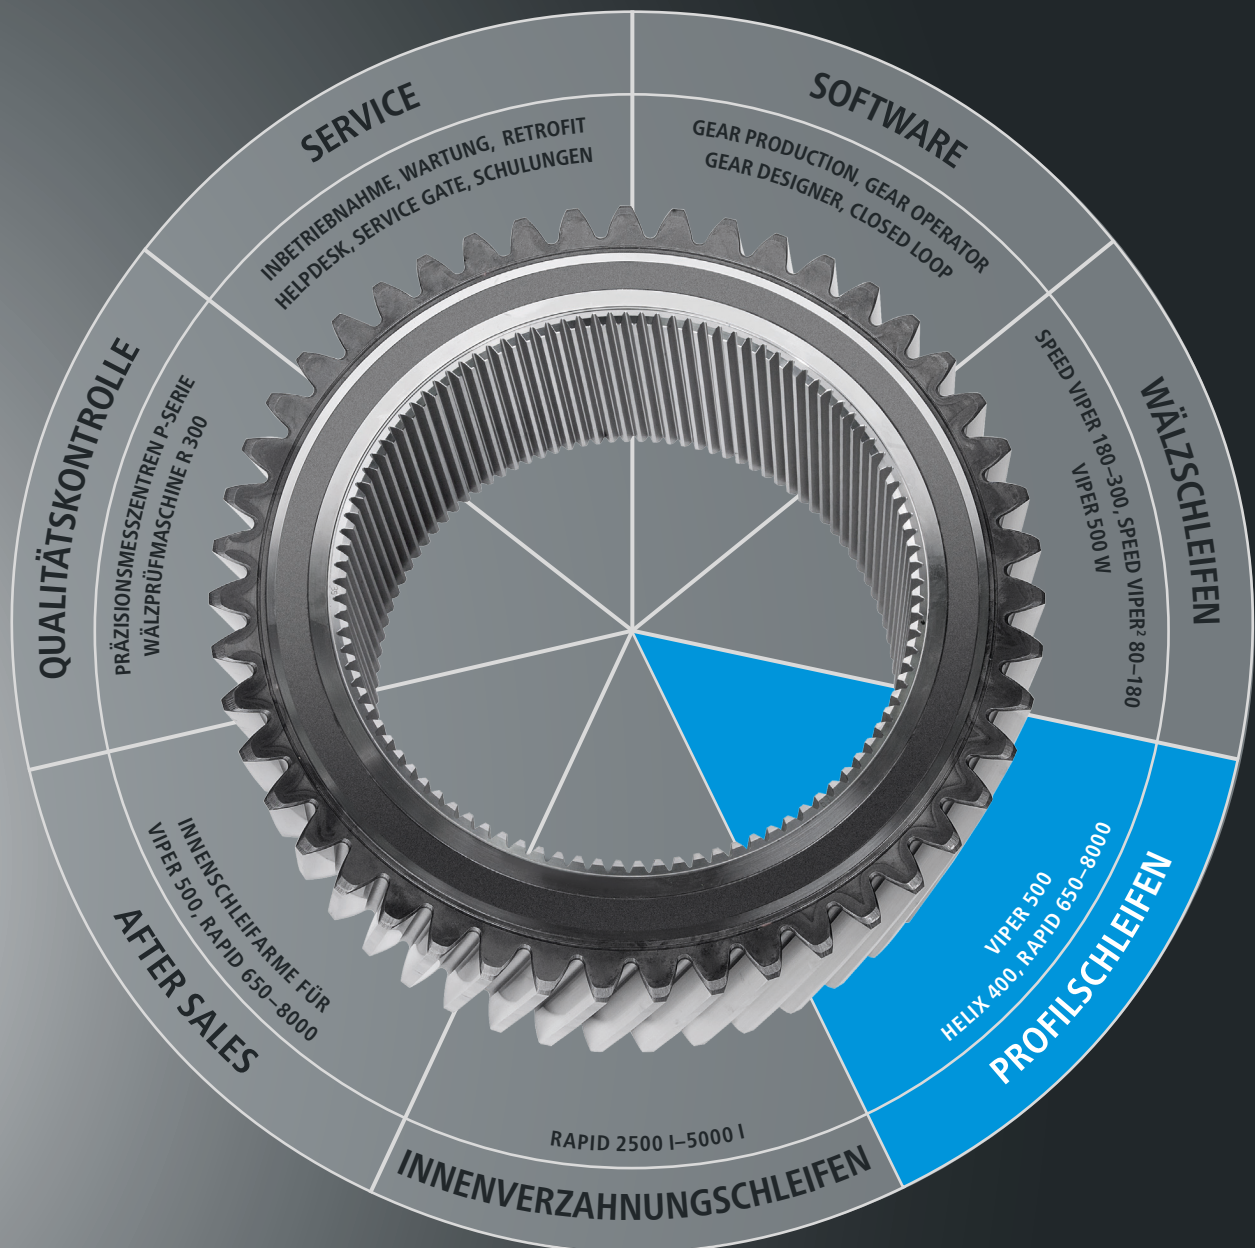 SERVICE
INBETRIEBNAHME, WARTUNG, RETROFIT
HELPDESK, SERVICE GATE, SCHULUNGEN
SOFTWARE
GEAR PRODUCTION, GEAR OPERATOR
GEAR DESIGNER, CLOSED LOOP
WÄLZSCHLEIFEN
SPEED VIPER 180–300, SPEED VIPER² 80–180
VIPER 500 W
PROFILSCHLEIFEN
VIPER 500
HELIX 400, RAPID 650–8000
RAPID 2500 I–5000 I
INNENVERZAHNUNGSCHLEIFEN
INNENSCHLEIFARME FÜR
VIPER 500, RAPID 650–8000
AFTER SALES
QUALITÄTSKONTROLLE
PRÄZISIONSMESSZENTREN P-SERIE
WÄLZPRÜFMASCHINE R 300